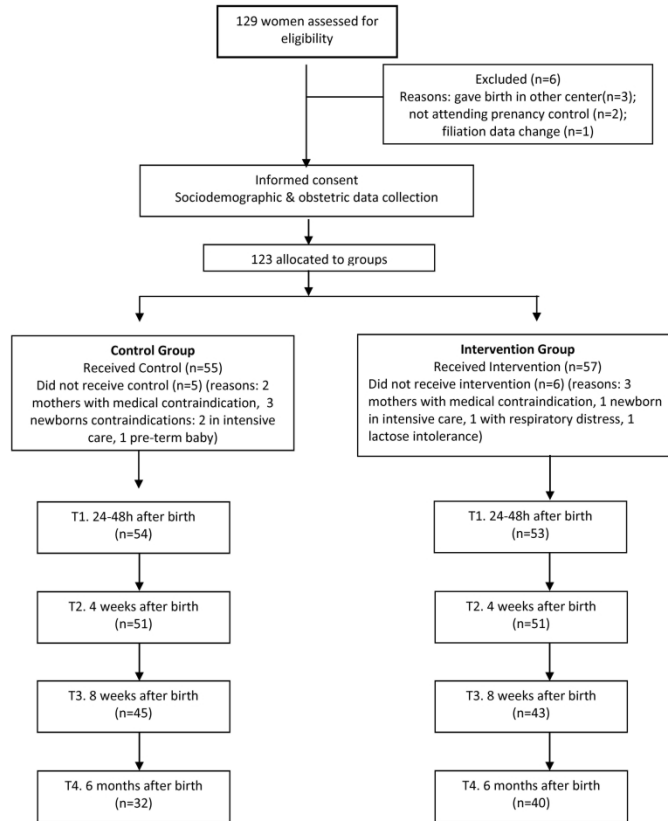 129 women assessed for
eligibility
Excluded (n=6)
Reasons: gave birth in other center(n=3);
not attending prenancy control (n=2);
filiation data change (n=1)
Informed consent
Sociodemographic & obstetric data collection
123 allocated to groups
Control Group
Received Control (n=55)
Did not receive control (n=5) (reasons: 2
mothers with medical contraindication, 3
newborns contraindications: 2 in intensive
care, 1 pre-term baby)
Intervention Group
Received Intervention (n=57)
Did not receive intervention (n=6) (reasons: 3
mothers with medical contraindication, 1 newborn
in intensive care, 1 with respiratory distress, 1
lactose intolerance)
T1. 24-48h after birth
(n=54)
T1. 24-48h after birth
(n=53)
T2. 4 weeks after birth
(n=51)
T2. 4 weeks after birth
(n=51)
T3. 8 weeks after birth
(n=45)
T3. 8 weeks after birth
(n=43)
T4. 6 months after birth
(n=32)
T4. 6 months after birth
(n=40)